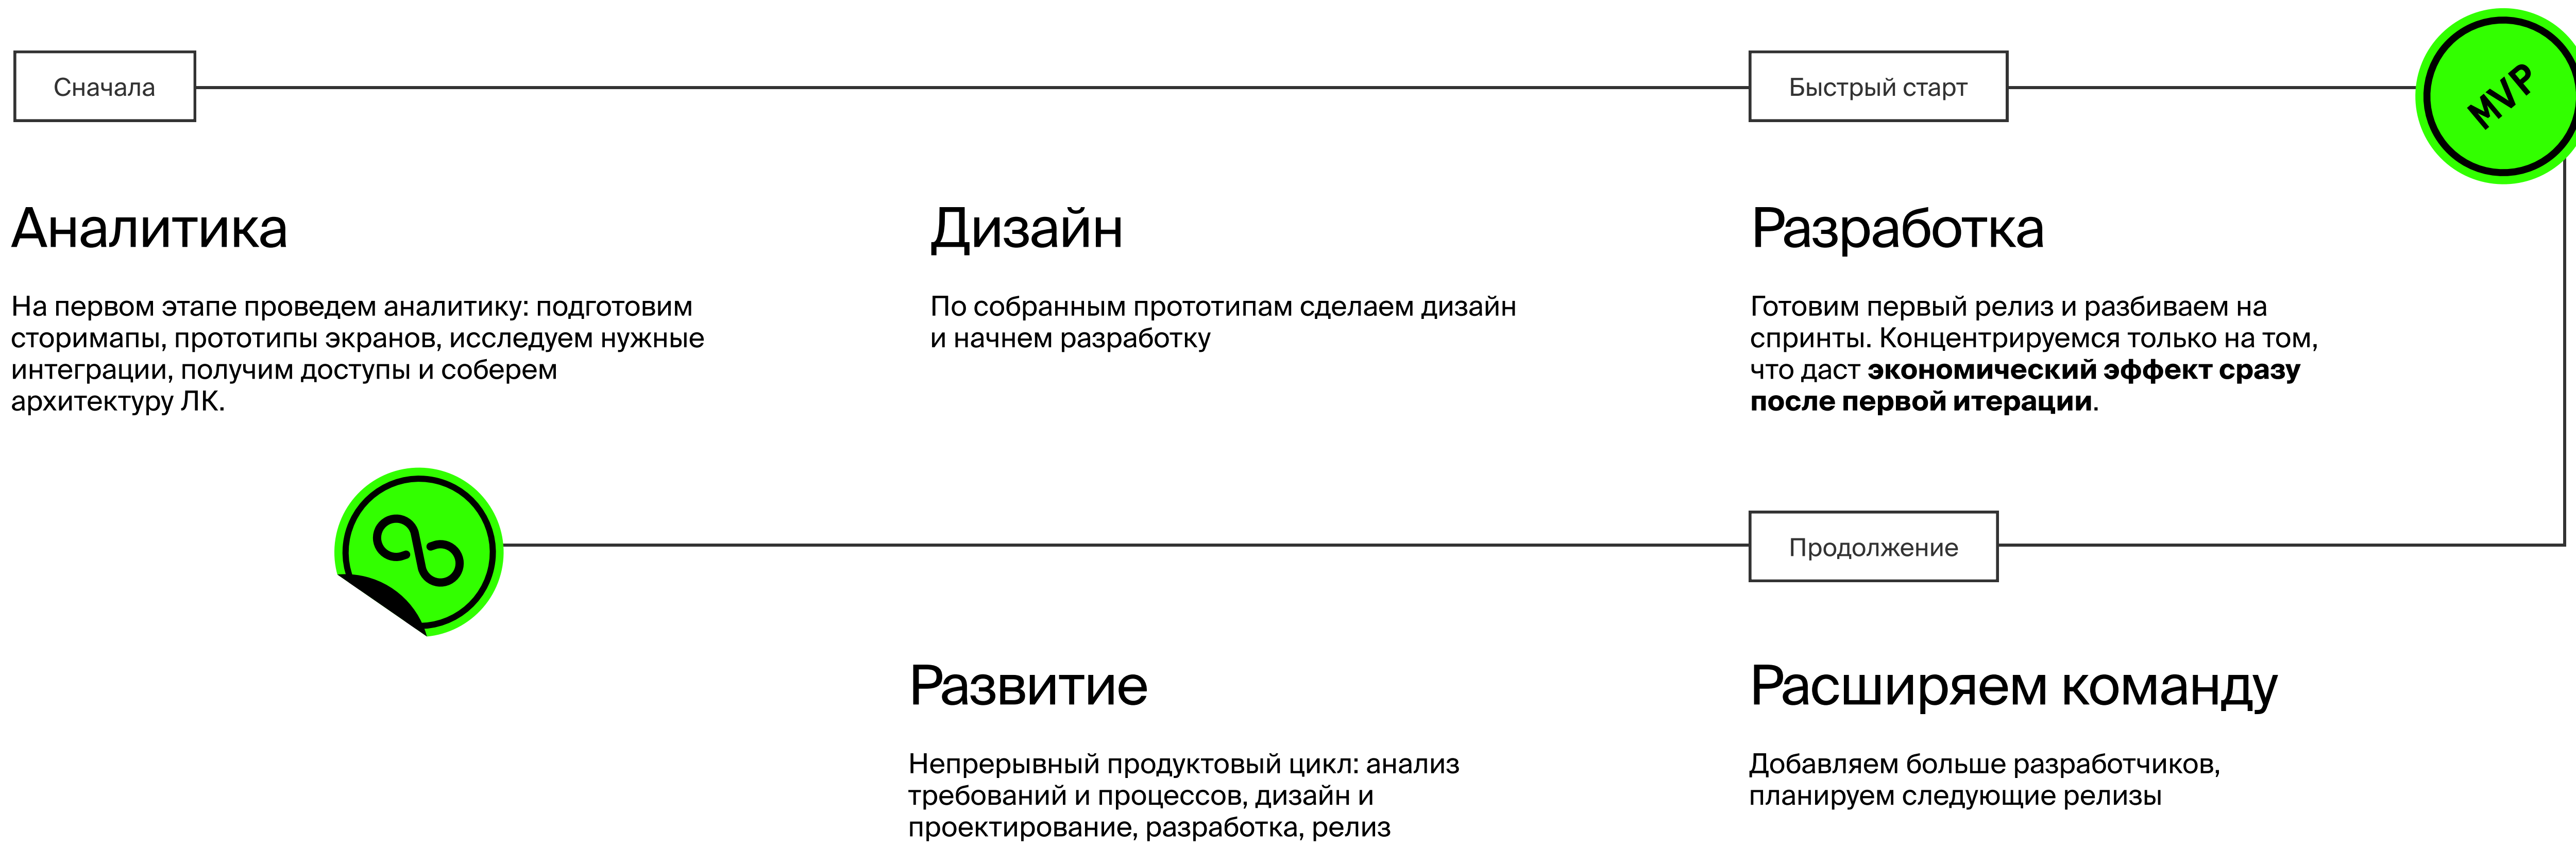 Сначала
Быстрый старт
MVP
Аналитика
На первом этапе проведем аналитику: подготовим
сторимапы, прототипы экранов, исследуем нужные
интеграции, получим доступы и соберем
архитектуру ЛК.
Дизайн
По собранным прототипам сделаем дизайн
и начнем разработку
Разработка
Готовим первый релиз и разбиваем на
спринты. Концентрируемся только на том,
что даст экономический эффект сразу
после первой итерации.
Продолжение
Расширяем команду
Добавляем больше разработчиков,
планируем следующие релизы
Развитие
Непрерывный продуктовый цикл: анализ
требований и процессов, дизайн и
проектирование, разработка, релиз